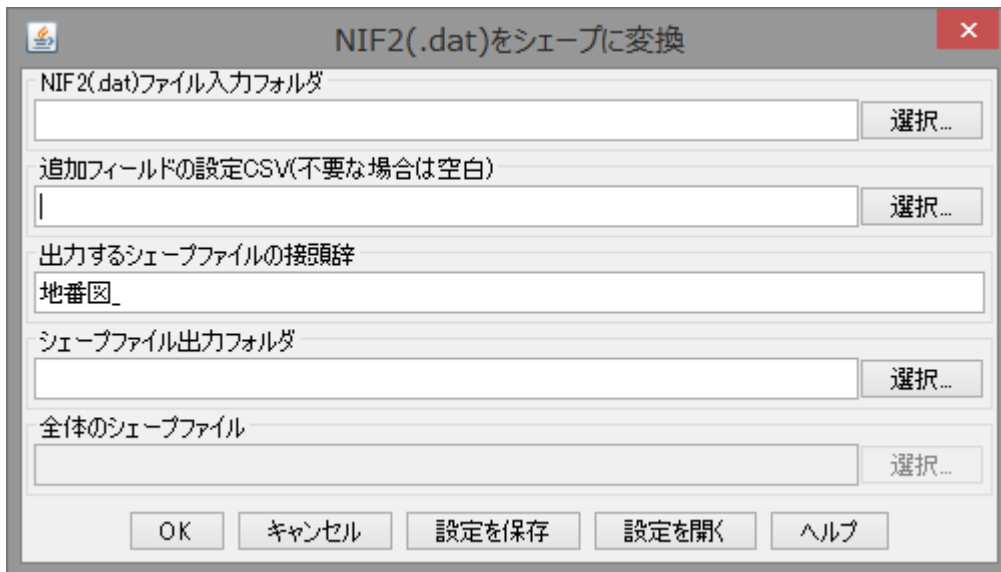 NIF2(.dat)をシェープに変換
NIF2(.dat)ファイル入力フォルダ
選択...
追加フィールドの設定CSV(不要な場合は空白)
選択...
出力するシェープファイルの接頭辞
地番図_
シェープファイル出力フォルダ
選択...
全体のシェープファイル
選択...
OK キャンセル 設定を保存 設定を開く ヘルプ